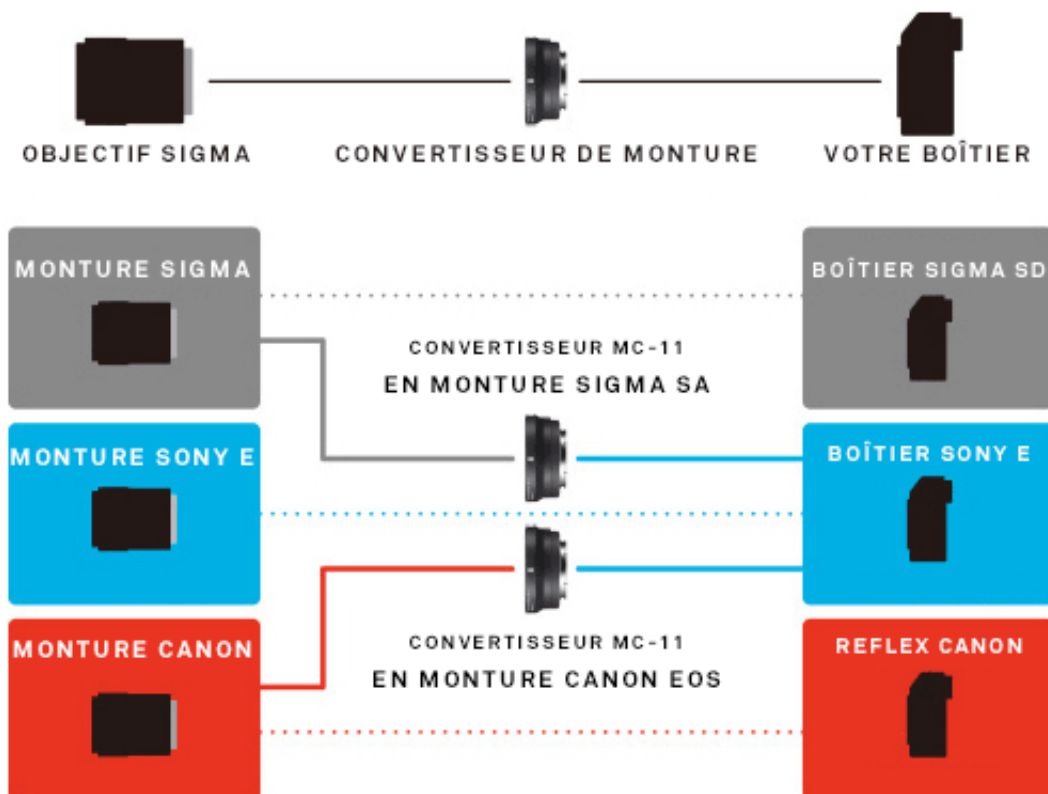 OBJECTIF SIGMA
CONVERTISSEUR DE MONTURE
VOTRE BOÎTIER
MONTURE SIGMA
BOÎTIER SIGMA SD
CONVERTISSEUR MC-11
EN MONTURE SIGMA SA
MONTURE SONY E
BOÎTIER SONY E
MONTURE CANON
CONVERTISSEUR MC-11
EN MONTURE CANON EOS
REFLEX CANON